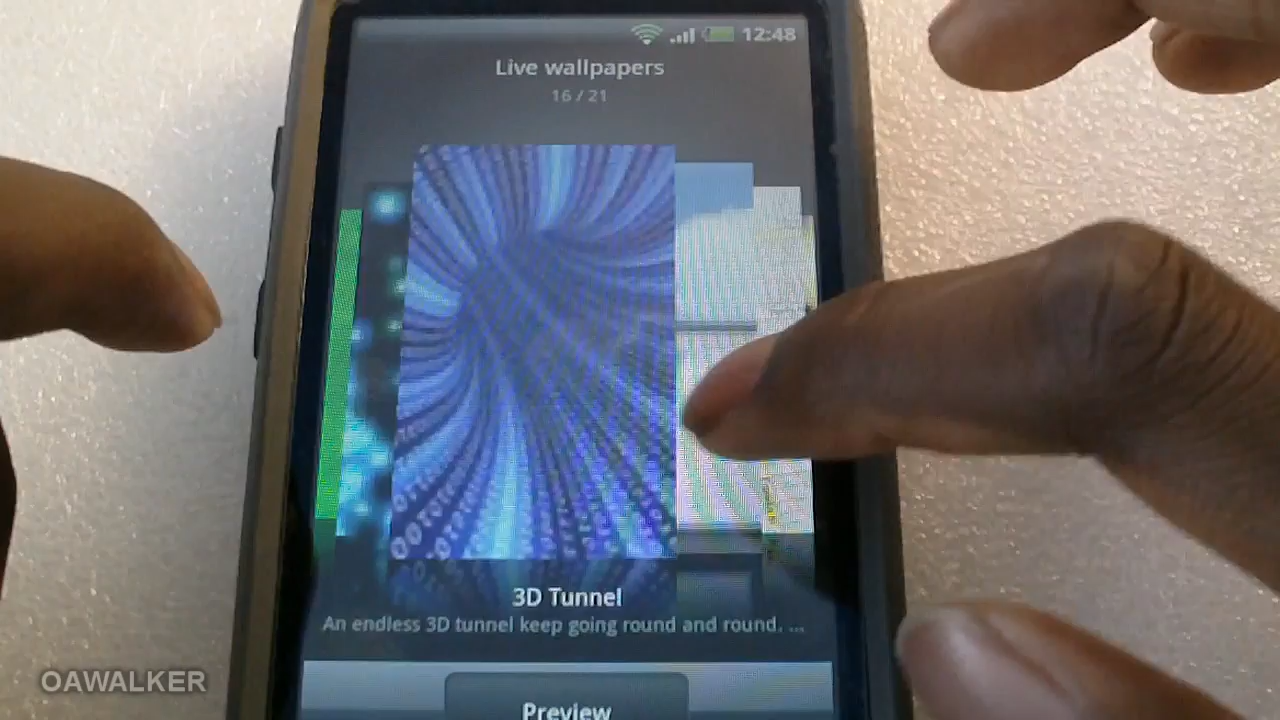 12:48
Live wallpapers
16 / 21
3D Tunnel
An endless 3D tunnel keep going round and round. ...
OAWALKER
Preview